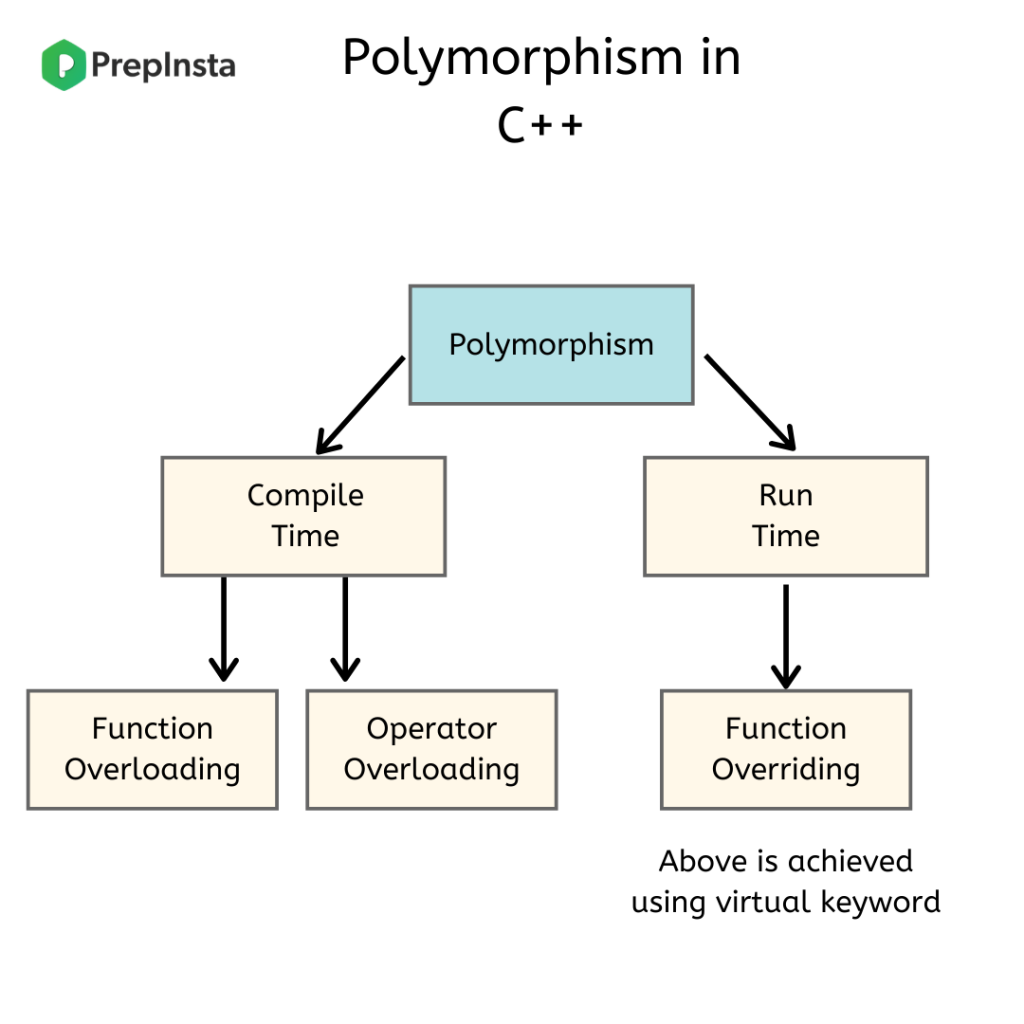 PrepInsta
Polymorphism in
C++
Polymorphism
Compile
Time
Run
Time
Function
Overloading
Operator
Overloading
Function
Overriding
Above is achieved
using virtual keyword